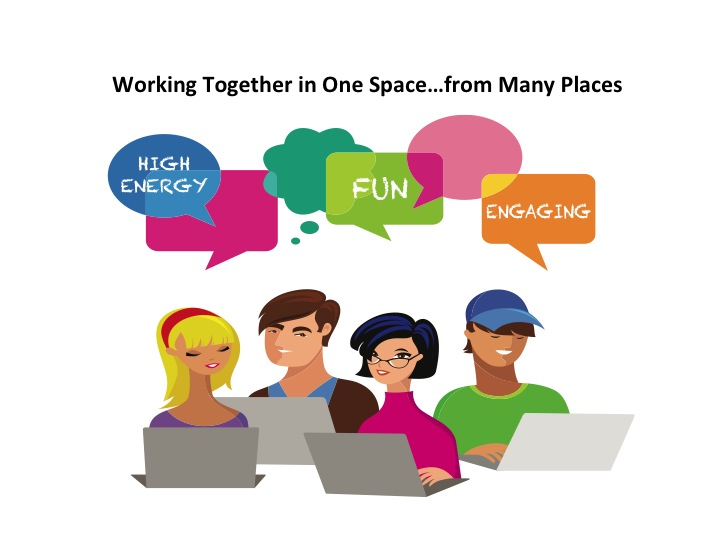 Working Together in One Space…from Many Places
HIGH
ENERGY
FUN
ENGAGING